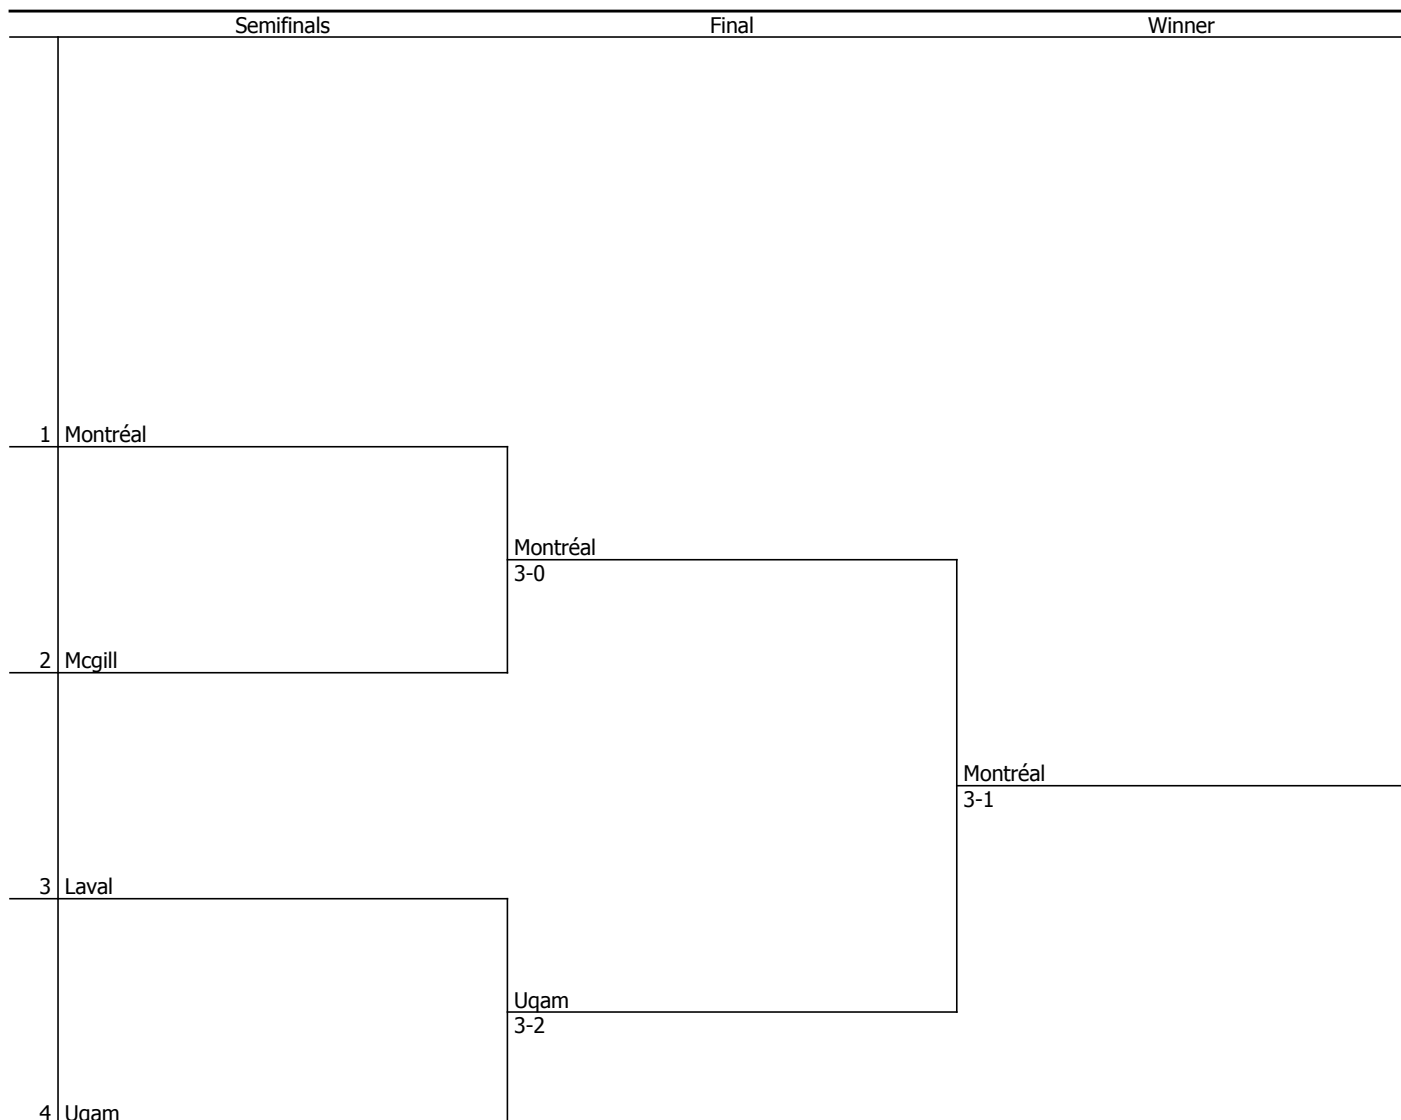 Semifinals Final Winner
1 Montréal
Montréal
3-0
2 Mcgill
Montréal
3-1
3 Laval
Uqam
3-2
4 Uqam